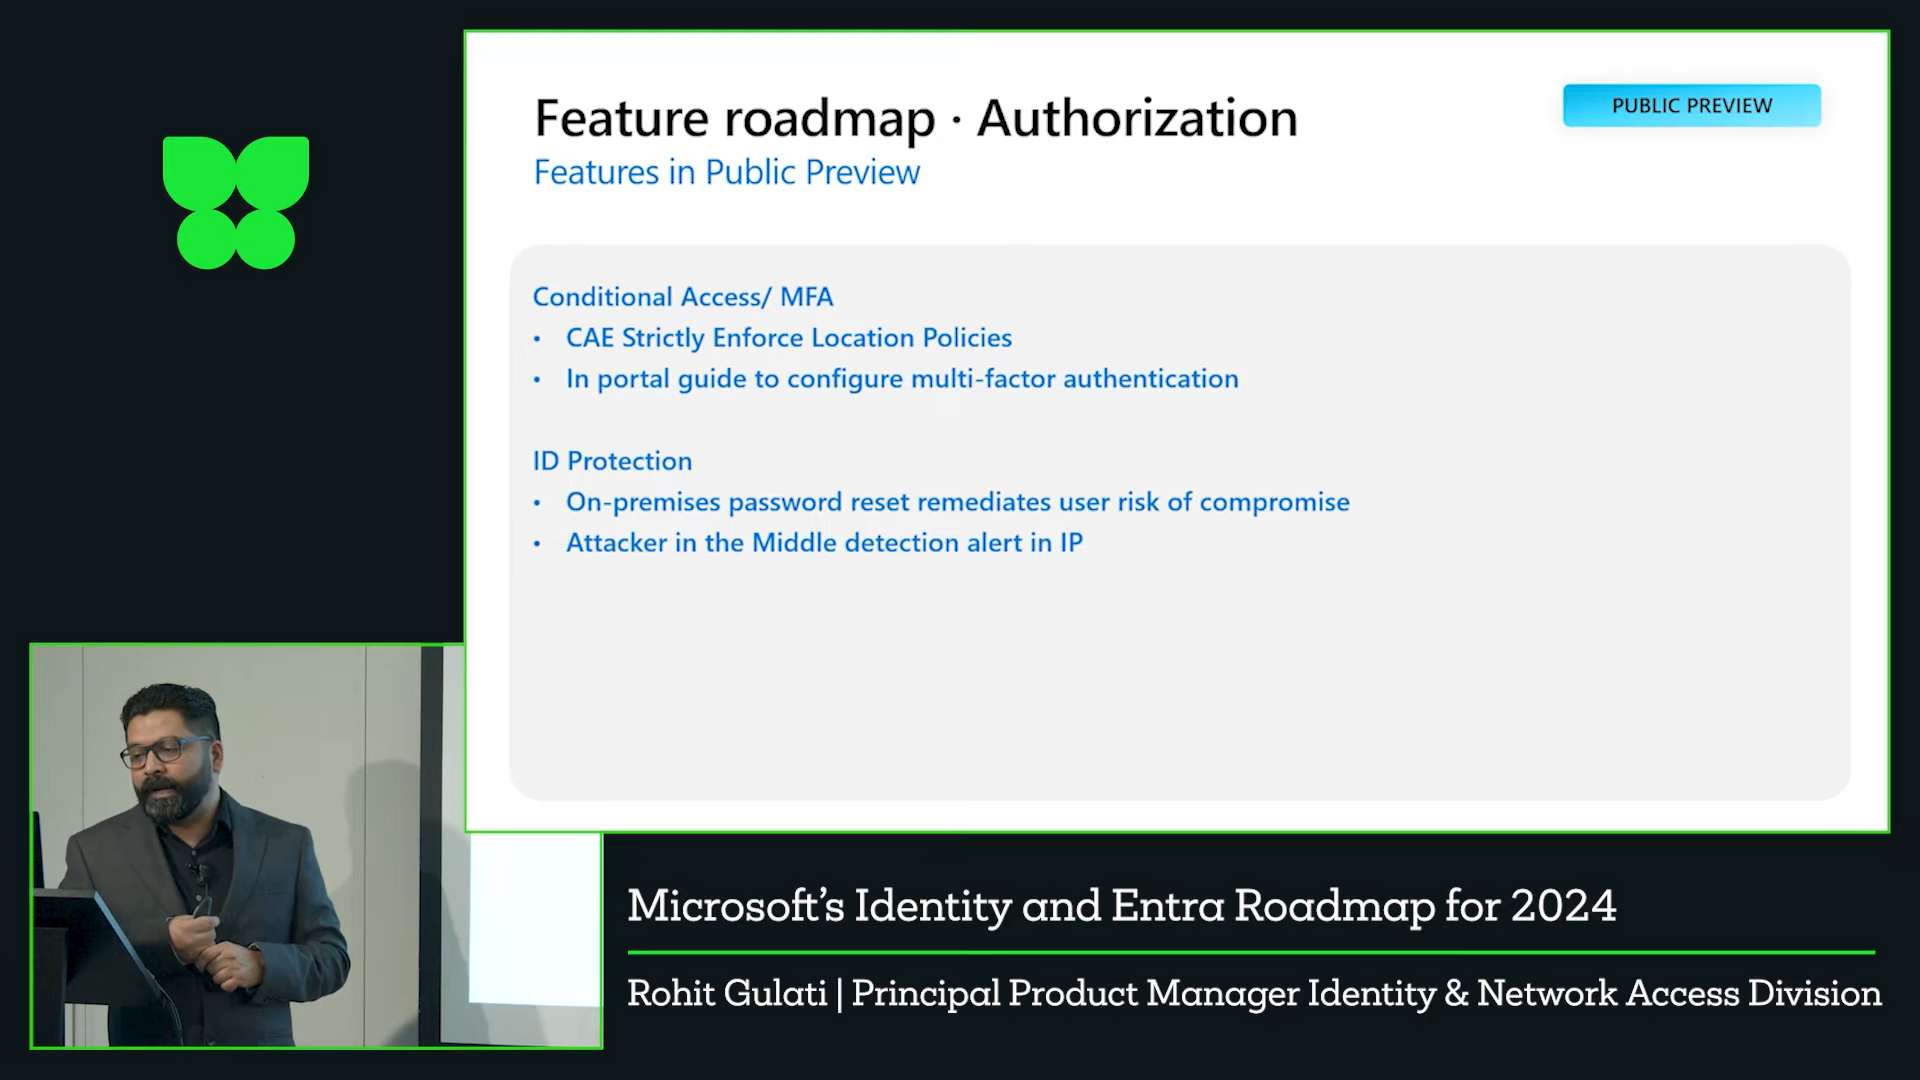 Feature roadmap · Authorization
PUBLIC PREVIEW
Features in Public Preview
Conditional Access/ MFA
• CAE Strictly Enforce Location Policies
• In portal guide to configure multi-factor authentication
ID Protection
• On-premises password reset remediates user risk of compromise
• Attacker in the Middle detection alert in IP
Microsoft’s Identity and Entra Roadmap for 2024
Rohit Gulati | Principal Product Manager Identity & Network Access Division